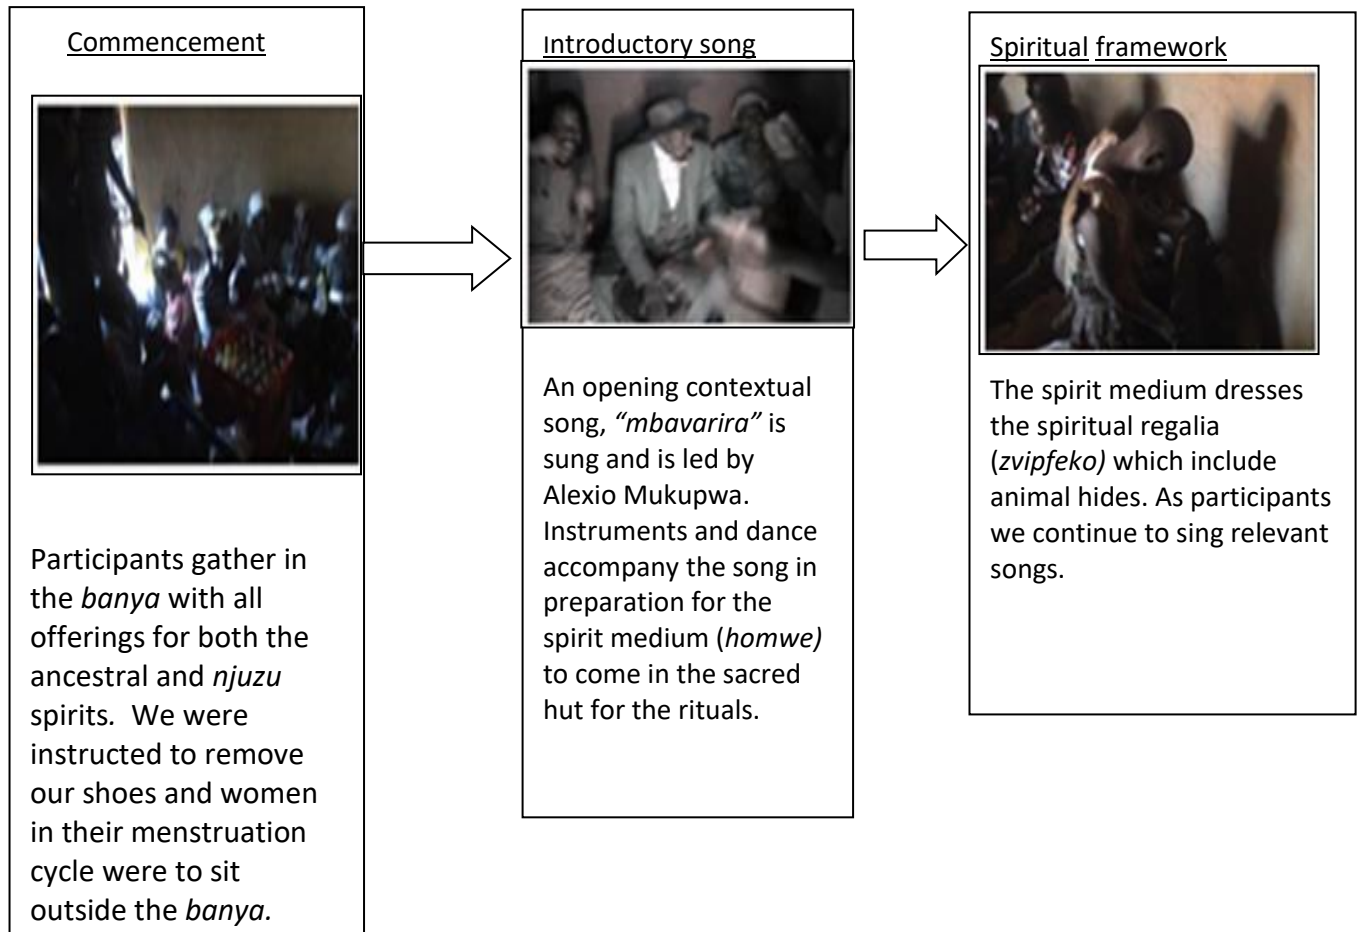 Commencement
Participants gather in
the banya with all
offerings for both the
ancestral and njuzu
spirits. We were
instructed to remove
our shoes and women
in their menstruation
cycle were to sit
outside the banya.
Introductory song
An opening contextual
song, “mbavarira” is
sung and is led by
Alexio Mukupwa.
Instruments and dance
accompany the song in
preparation for the
spirit medium (homwe)
to come in the sacred
hut for the rituals.
Spiritual framework
The spirit medium dresses
the spiritual regalia
(zvipfeko) which include
animal hides. As participants
we continue to sing relevant
songs.